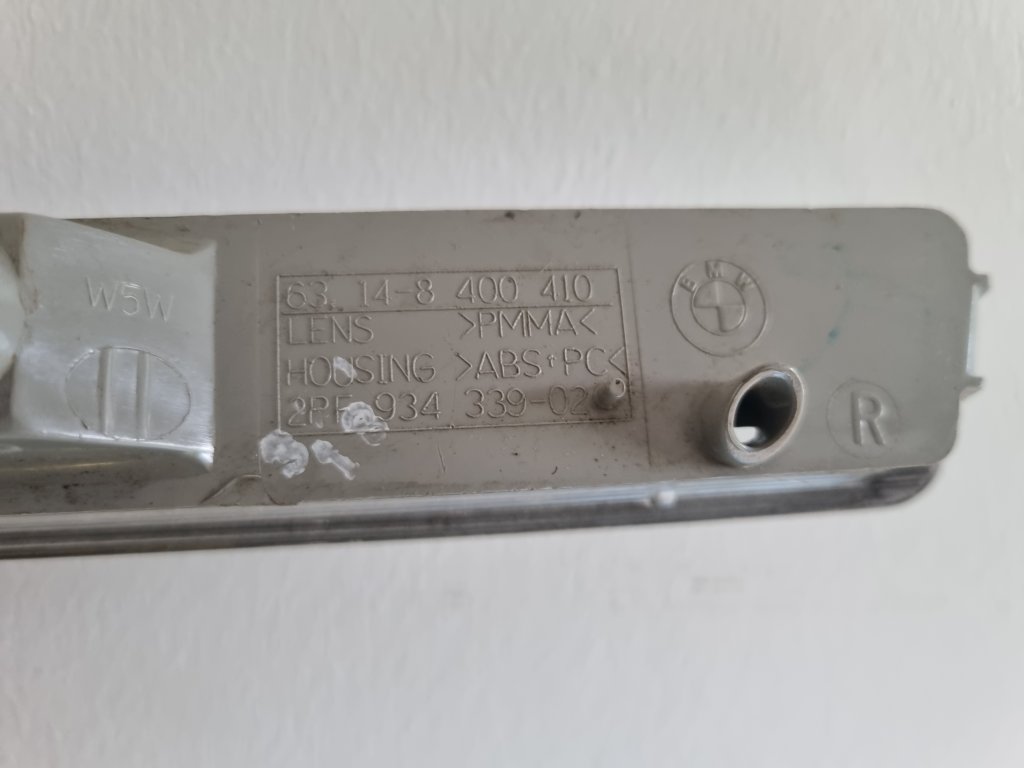 W5W
63. 14-8 400 410
LENS >PMMA<
HOUSING >ABS+PC<
2PF 934 339-02
BMW
R